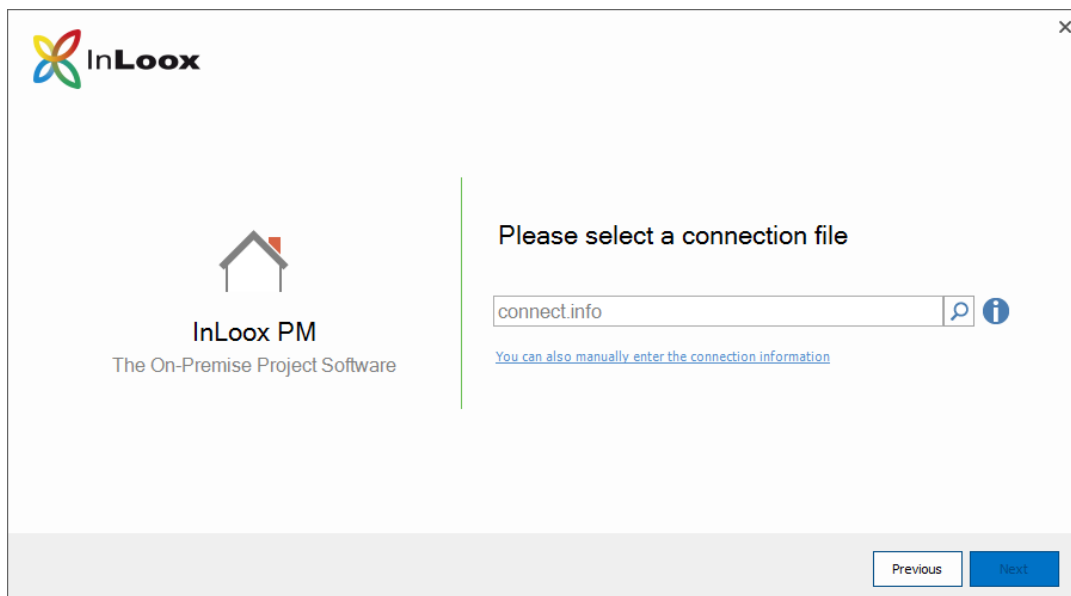 InLoox
Please select a connection file
connect.info
InLoox PM
You can also manually enter the connection information
The On-Premise Project Software
Previous
Next